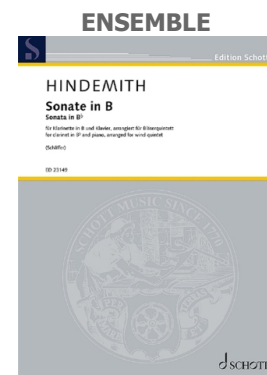 ENSEMBLE
Edition Schott
HINDEMITH
Sonate in B
Sonata in B♭
für Klarinette in B und Klavier, arrangiert für Bläserquintett
for clarinet in B♭ and piano, arranged for wind quintet
(Schäfer)
ED 23149
SCHOTT